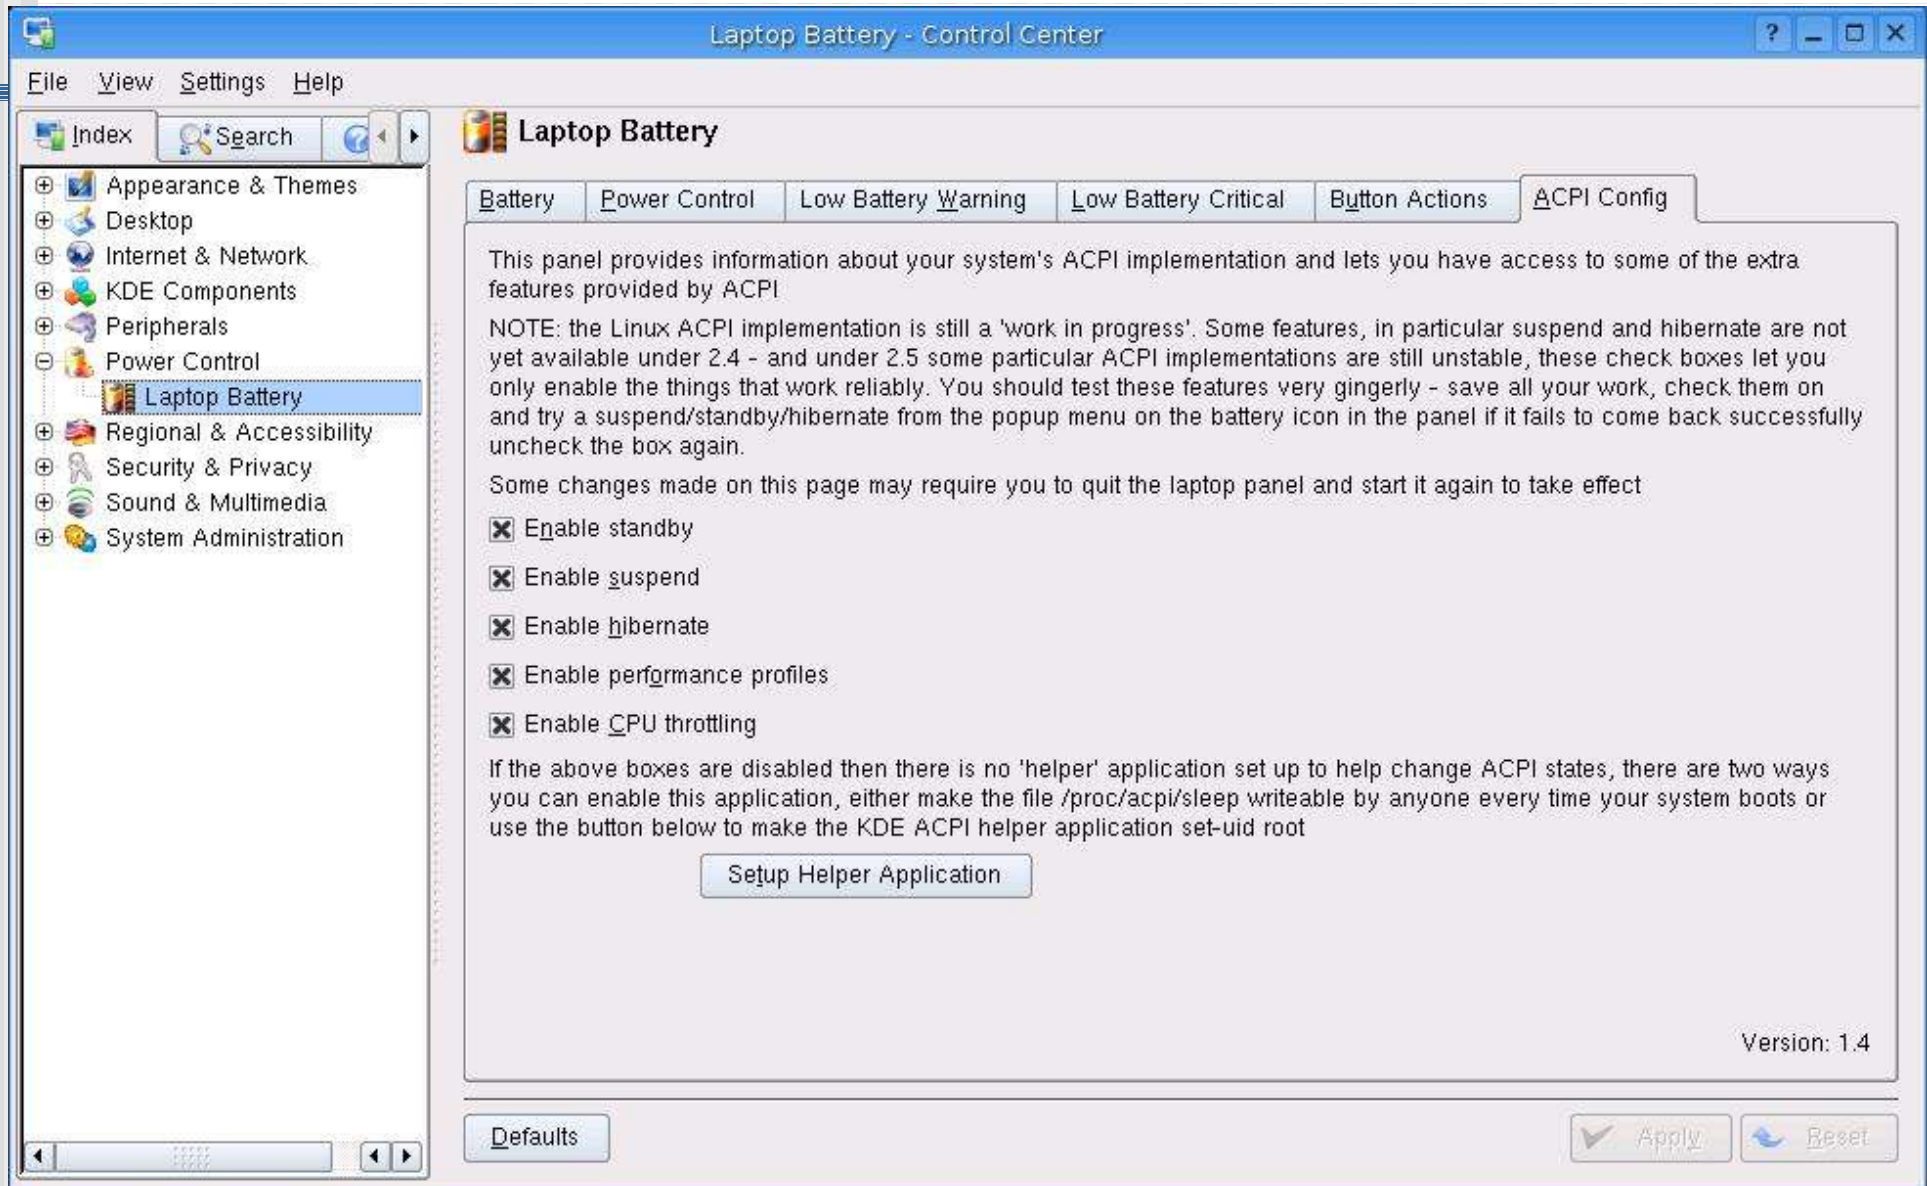 Laptop Battery - Control Center
?
File View Settings Help
Index Search
Appearance & Themes
Desktop
Internet & Network
KDE Components
Peripherals
Power Control
Laptop Battery
Regional & Accessibility
Security & Privacy
Sound & Multimedia
System Administration
Laptop Battery
Battery Power Control Low Battery Warning Low Battery Critical Button Actions ACPI Config
This panel provides information about your system's ACPI implementation and lets you have access to some of the extra
features provided by ACPI
NOTE: the Linux ACPI implementation is still a 'work in progress'. Some features, in particular suspend and hibernate are not
yet available under 2.4 - and under 2.5 some particular ACPI implementations are still unstable, these check boxes let you
only enable the things that work reliably. You should test these features very gingerly - save all your work, check them on
and try a suspend/standby/hibernate from the popup menu on the battery icon in the panel if it fails to come back successfully
uncheck the box again.
Some changes made on this page may require you to quit the laptop panel and start it again to take effect
Enable standby
Enable suspend
Enable hibernate
Enable performance profiles
Enable CPU throttling
If the above boxes are disabled then there is no 'helper' application set up to help change ACPI states, there are two ways
you can enable this application, either make the file /proc/acpi/sleep writeable by anyone every time your system boots or
use the button below to make the KDE ACPI helper application set-uid root
Setup Helper Application
Version: 1.4
Defaults Apply Reset